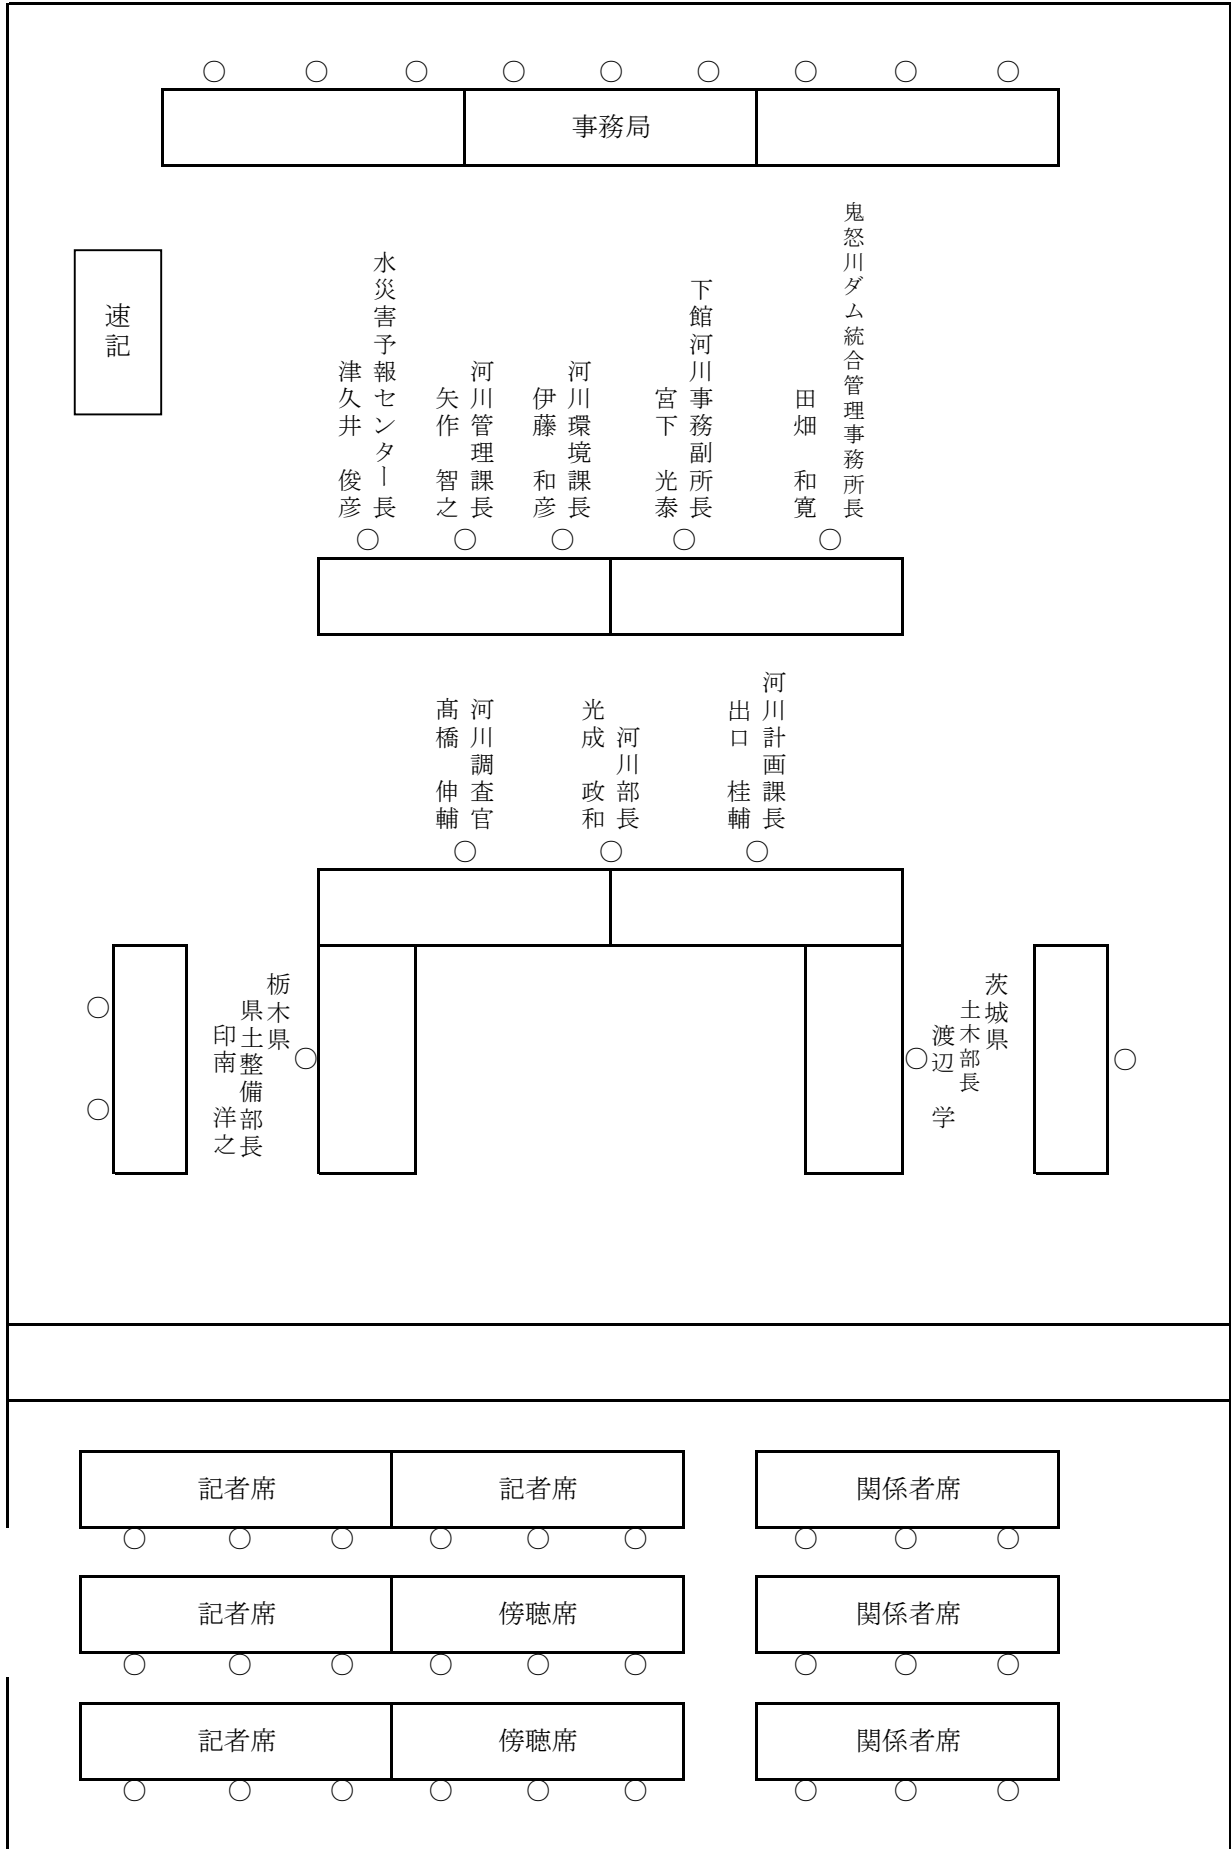 事務局
速記
鬼怒川ダム統合管理事務所長
田畑　和寛
下館河川事務副所長
宮下　光泰
河川環境課長
伊藤　和彦
河川管理課長
矢作　智之
水災害予報センター長
津久井　俊彦
河川計画課長
出口　桂輔
河川部長
光成　政和
河川調査官
髙橋　伸輔
茨城県
土木部長
渡辺　学
栃木県
県土整備部長
印南　洋之
記者席
記者席
関係者席
記者席
傍聴席
関係者席
記者席
傍聴席
関係者席